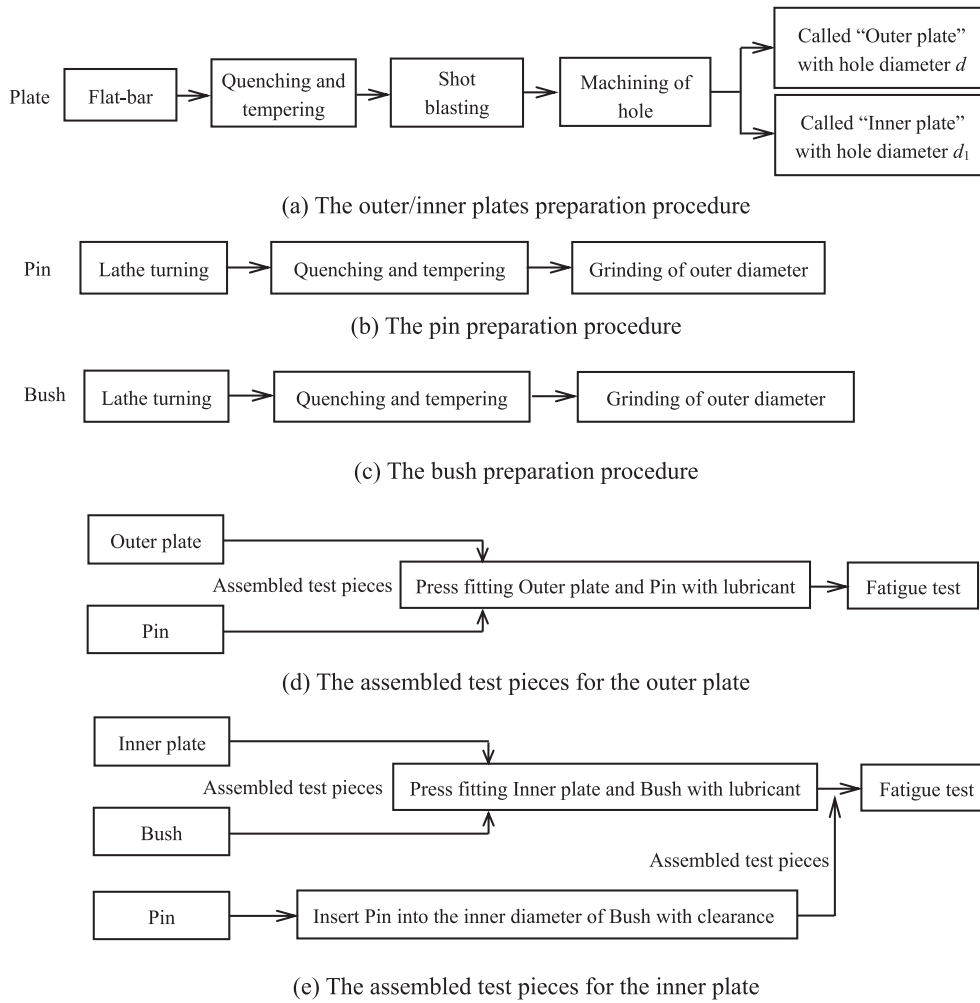 Plate
Flat-bar
Quenching and
tempering
Shot
blasting
Machining of
hole
Called “Outer plate”
with hole diameter d
Called “Inner plate”
with hole diameter d₁
(a) The outer/inner plates preparation procedure
Pin
Lathe turning
Quenching and tempering
Grinding of outer diameter
(b) The pin preparation procedure
Bush
Lathe turning
Quenching and tempering
Grinding of outer diameter
(c) The bush preparation procedure
Outer plate
Assembled test pieces
Press fitting Outer plate and Pin with lubricant
Fatigue test
Pin
(d) The assembled test pieces for the outer plate
Inner plate
Assembled test pieces
Press fitting Inner plate and Bush with lubricant
Fatigue test
Bush
Assembled test pieces
Pin
Insert Pin into the inner diameter of Bush with clearance
(e) The assembled test pieces for the inner plate